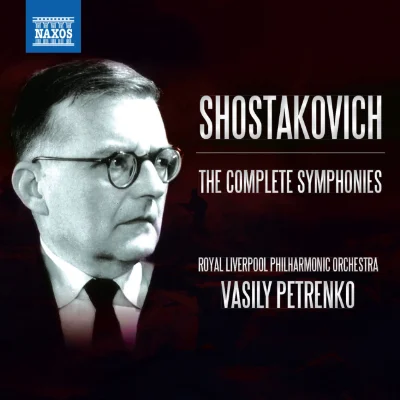 NAXOS
SHOSTAKOVICH
THE COMPLETE SYMPHONIES
ROYAL LIVERPOOL PHILHARMONIC ORCHESTRA
VASILY PETRENKO